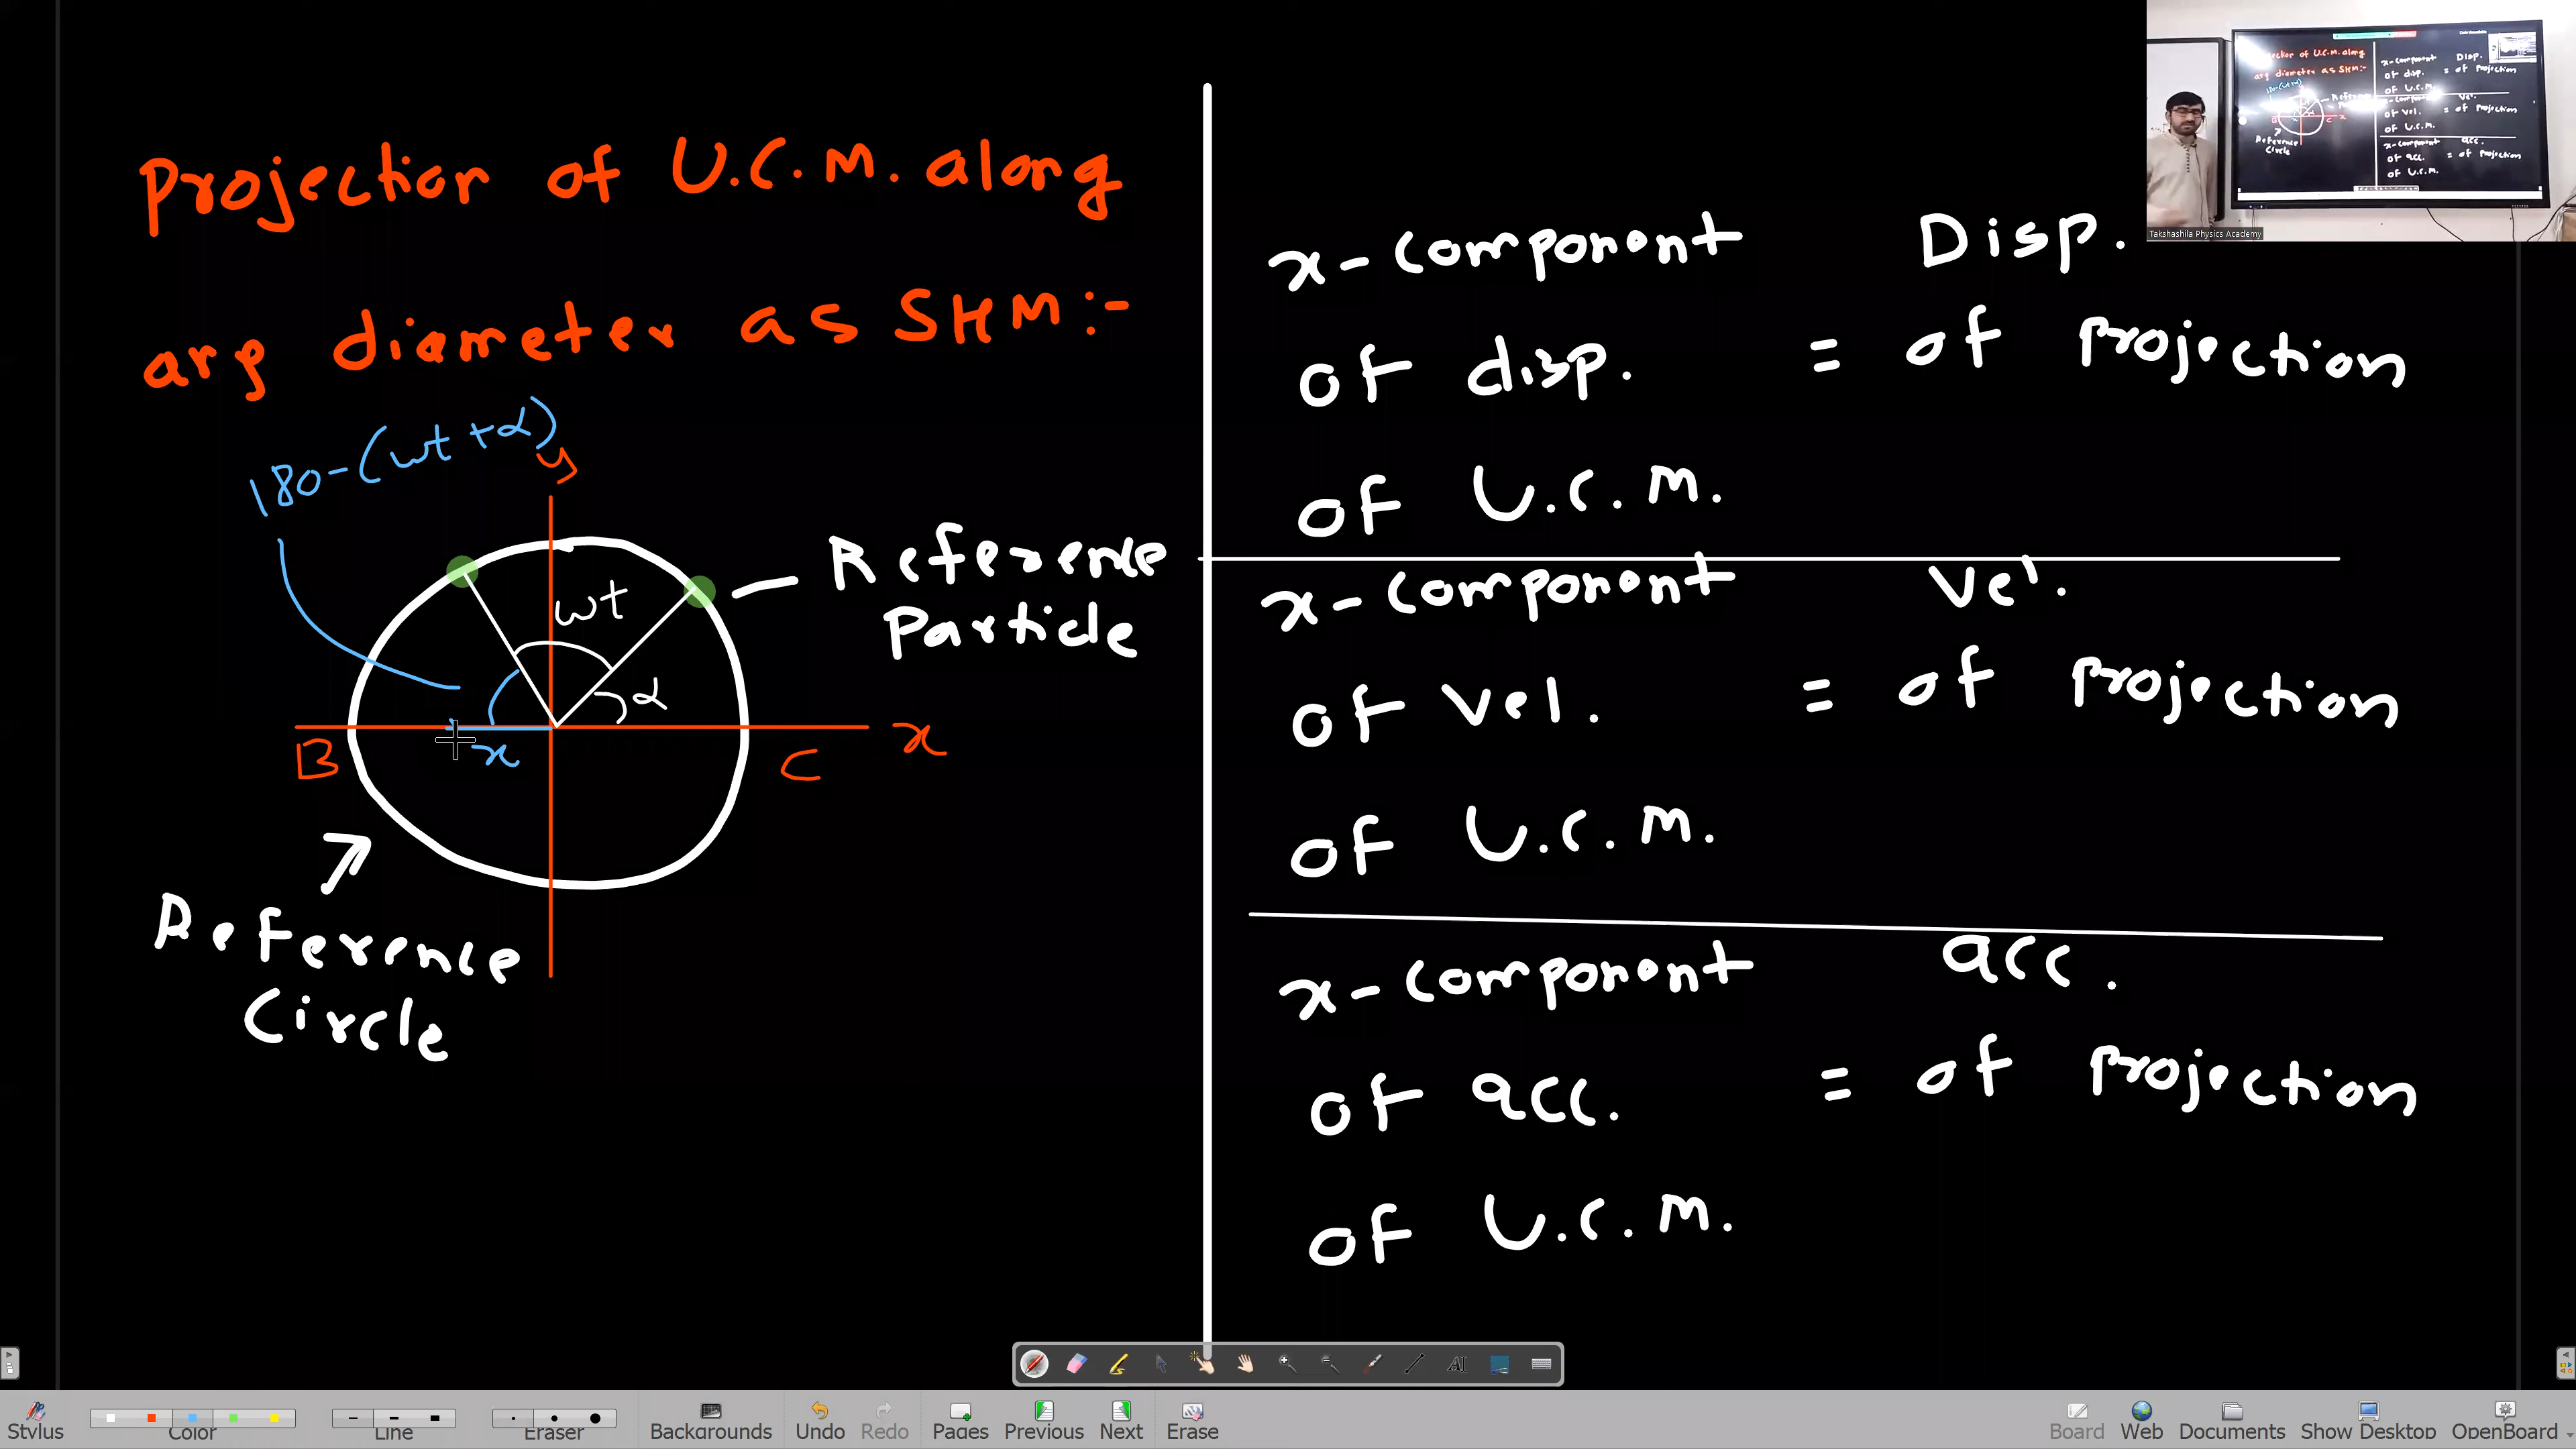 Projection of U.C.M. along
any diameter as SHM:-
180-(ωt+α)
y
ωt
α
Reference
Particle
B
x
C
x
Reference
Circle
x-component Disp.
of disp. = of projection
of U.C.M.
x-component Vel.
of Vel. = of projection
of U.C.M.
x-component acc.
of acc. = of projection
of U.C.M.
Takshashila Physics Academy
Stylus Color Line Eraser Backgrounds Undo Redo Pages Previous Next Erase Board Web Documents Show Desktop OpenBoard